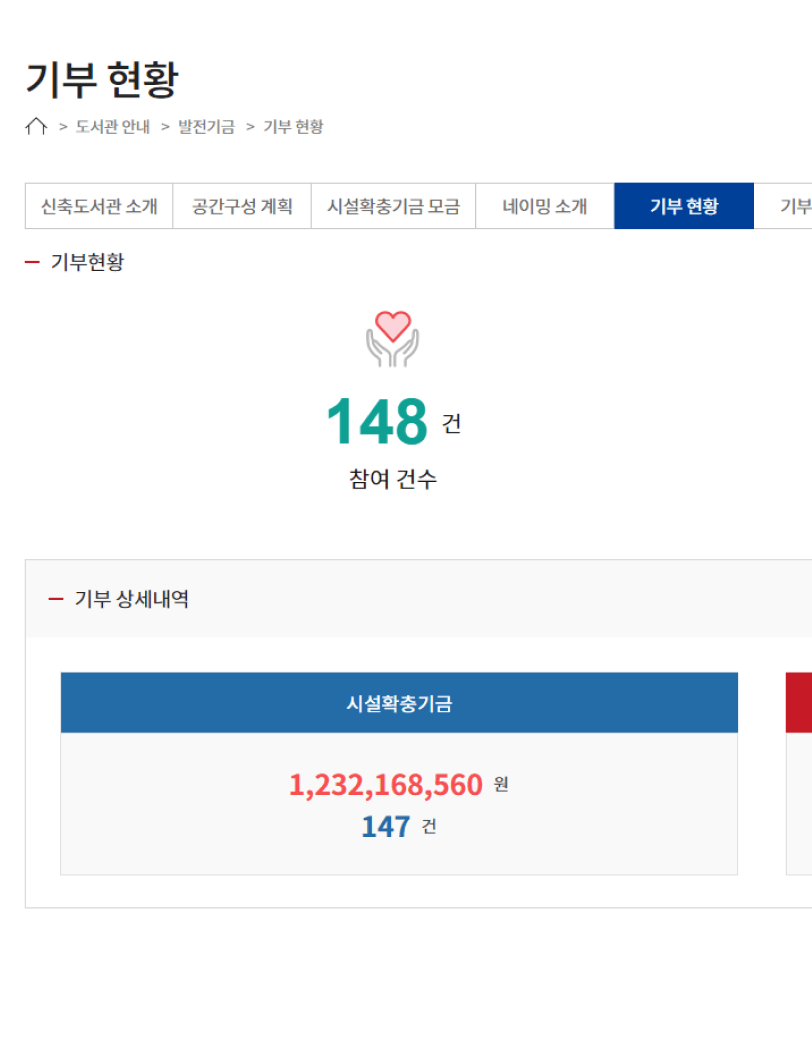 기부 현황
> 도서관 안내 > 발전기금 > 기부 현황
신축도서관 소개 공간구성 계획 시설확충기금 모금 네이밍 소개 기부 현황 기부
기부현황
148 건
참여 건수
기부 상세내역
시설확충기금
1,232,168,560 원
147 건